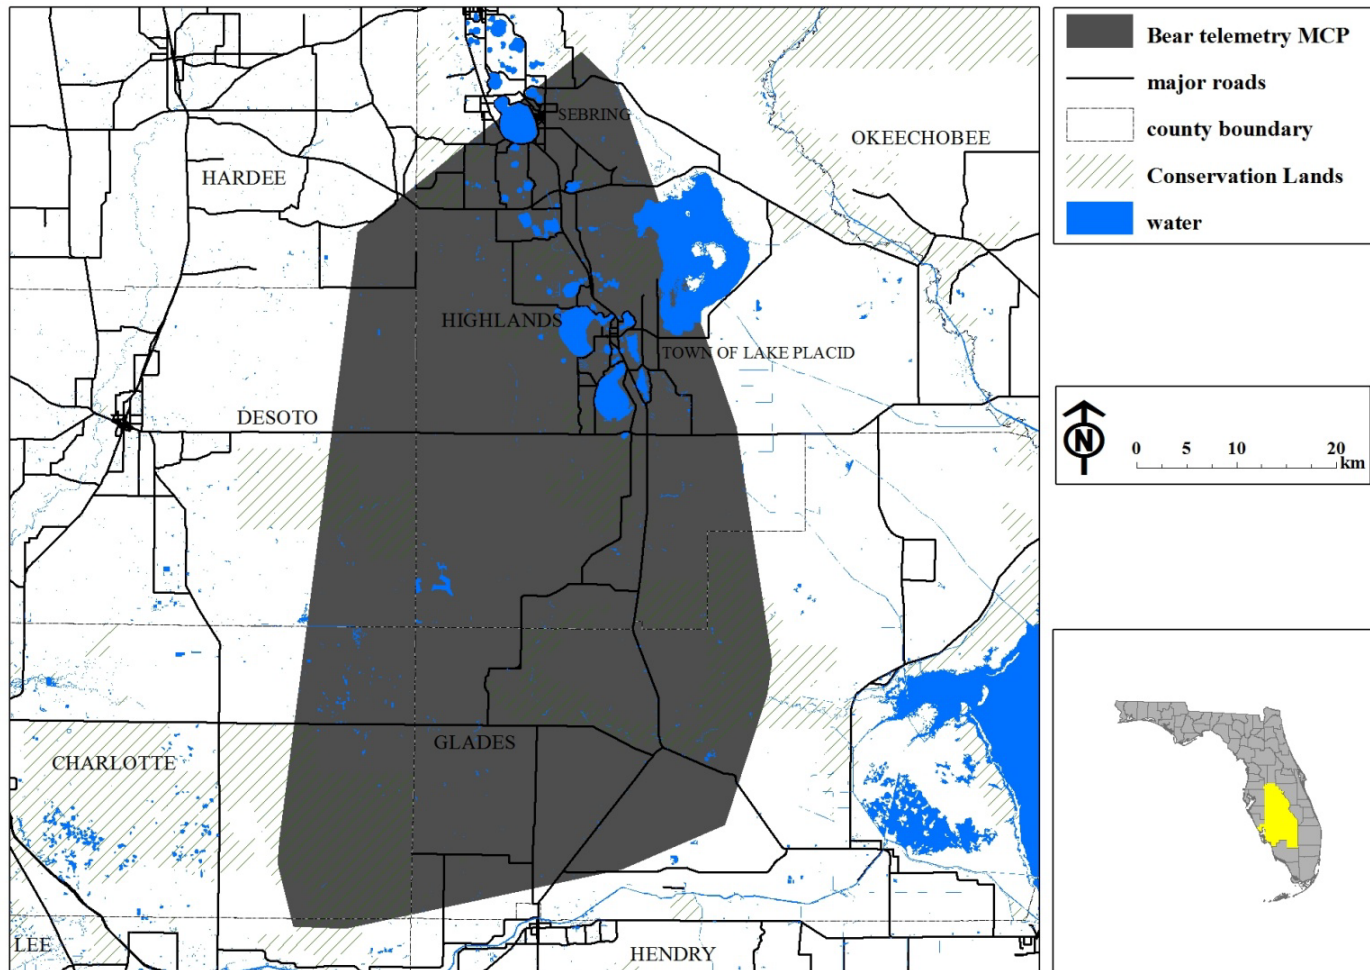 SEBRING
OKEECHOBEE
HARDEE
HIGHLANDS
TOWN OF LAKE PLACID
DESOTO
GLADES
CHARLOTTE
LEE
HENDRY
Bear telemetry MCP
major roads
county boundary
Conservation Lands
water
N
0 5 10 20
km